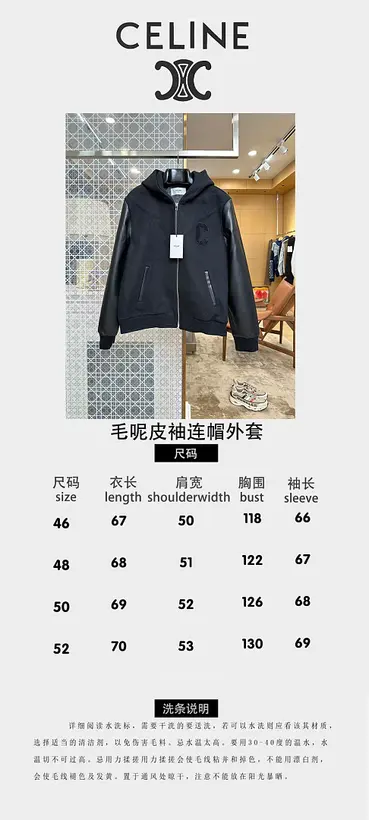 CELINE
毛呢皮袖连帽外套
尺码
尺码 衣长 肩宽 胸围 袖长
size length shoulderwidth bust sleeve
46 67 50 118 66
48 68 51 122 67
50 69 52 126 68
52 70 53 130 69
洗条说明
详细阅读水洗标，需要干洗的要送洗，若可以水洗则应看该其材质，
选择适当的清洁剂，以免伤害毛料。忌水温太高。要用30-40度的温水，水
温切不可过高。忌用力揉搓用力揉搓会使毛线粘并和掉色。不能用漂白剂，
会使毛线褪色及发黄。置于通风处晾干，注意不能放在阳光暴晒。